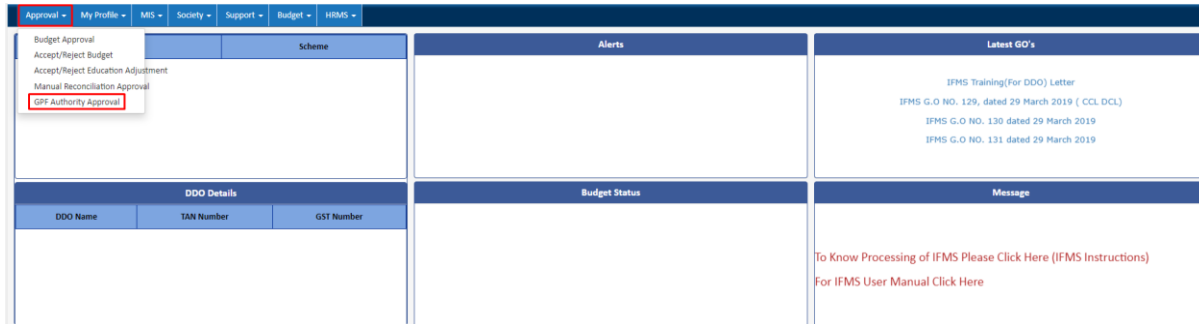 Approval My Profile MIS Society Support Budget HRMS
Budget Approval
Accept/Reject Budget
Accept/Reject Education Adjustment
Manual Reconciliation Approval
GPF Authority Approval
Scheme
Alerts
Latest GO's
IFMS Training(For DDO) Letter
IFMS G.O NO. 129, dated 29 March 2019 ( CCL DCL)
IFMS G.O NO. 130 dated 29 March 2019
IFMS G.O NO. 131 dated 29 March 2019
DDO Details
DDO Name TAN Number GST Number
Budget Status
Message
To Know Processing of IFMS Please Click Here (IFMS Instructions)
For IFMS User Manual Click Here